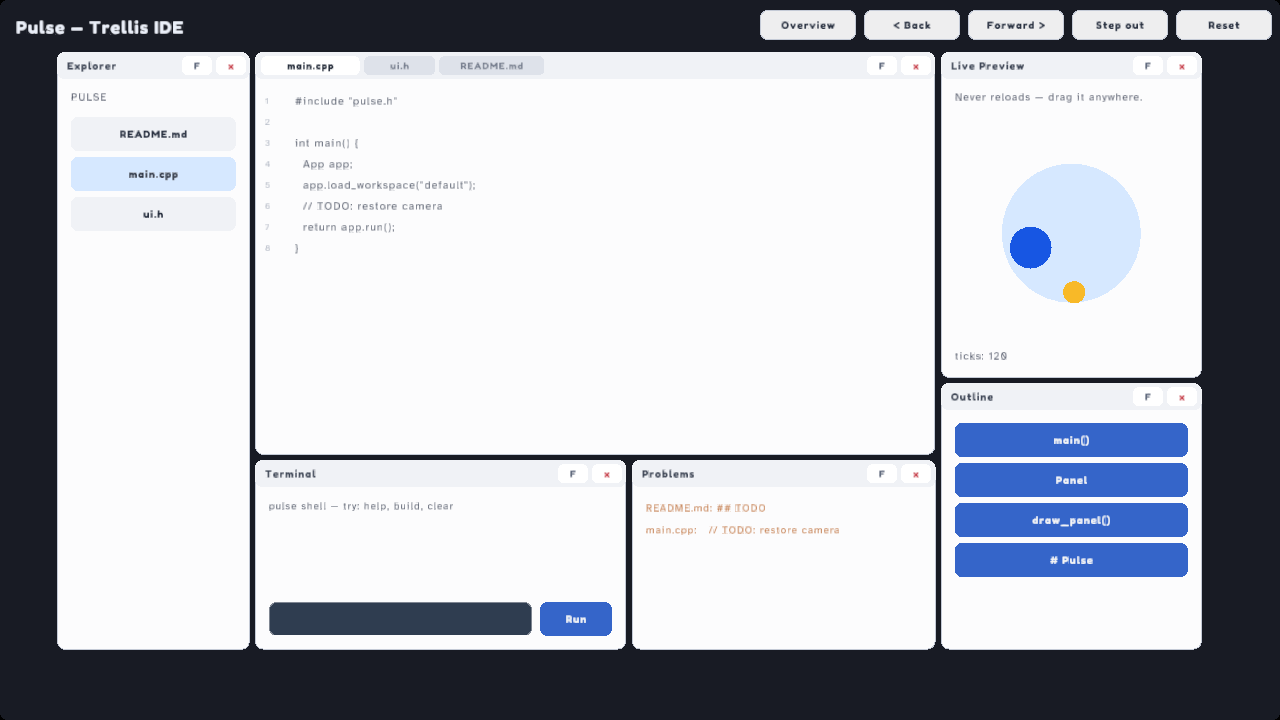 Pulse — Trellis IDE
Overview
< Back
Forward >
Step out
Reset
Explorer
F
×
PULSE
README.md
main.cpp
ui.h
main.cpp
ui.h
README.md
F
×
1 #include "pulse.h"
2
3 int main() {
4 App app;
5 app.load_workspace("default");
6 // TODO: restore camera
7 return app.run();
8 }
Terminal
F
×
pulse shell — try: help, build, clear
Run
Problems
F
×
README.md: ## TODO
main.cpp: // TODO: restore camera
Live Preview
F
×
Never reloads — drag it anywhere.
ticks: 120
Outline
F
×
main()
Panel
draw_panel()
# Pulse